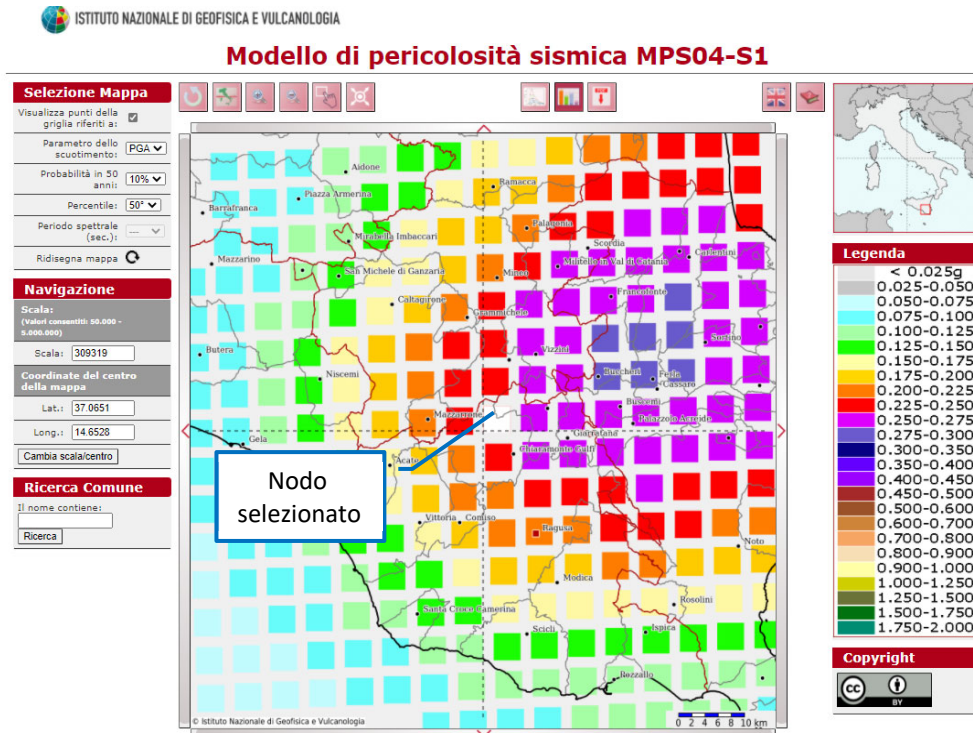 ISTITUTO NAZIONALE DI GEOFISICA E VULCANOLOGIA
Modello di pericolosità sismica MPS04-S1
Selezione Mappa
Visualizza punti della
griglia riferiti a:
Parametro dello
scuotimento: PGA
Probabilità in 50
anni: 10%
Percentile: 50°
Periodo spettrale
(sec.): ---
Ridisegna mappa
Navigazione
Scala:
(Valori consentiti: 50.000 -
5.000.000)
Scala: 309319
Coordinate del centro
della mappa
Lat.: 37.0651
Long.: 14.6528
Cambia scala/centro
Ricerca Comune
Il nome contiene:
Ricerca
Aidone
Ramacca
Piazza Armerina
Barrafranca
Palagonia
Mirabella Imbaccari
Scordia
Mazzarino
Militello in Val di Catania
Carlentini
San Michele di Ganzaria
Mineo
Francofonte
Caltagirone
Grammichele
Sortino
Butera
Vizzini
Niscemi
Buccheri
Ferla
Cassaro
Buscemi
Mazzarrone
Palazzolo Acreide
Gela
Giarratana
Chiaramonte Gulfi
Acate
Nodo
selezionato
Vittoria
Comiso
Ragusa
Noto
Modica
Rosolini
Santa Croce Camerina
Scicli
Ispica
Pozzallo
© Istituto Nazionale di Geofisica e Vulcanologia
0 2 4 6 8 10 km
Legenda
< 0.025g
0.025-0.050
0.050-0.075
0.075-0.100
0.100-0.125
0.125-0.150
0.150-0.175
0.175-0.200
0.200-0.225
0.225-0.250
0.250-0.275
0.275-0.300
0.300-0.350
0.350-0.400
0.400-0.450
0.450-0.500
0.500-0.600
0.600-0.700
0.700-0.800
0.800-0.900
0.900-1.000
1.000-1.250
1.250-1.500
1.500-1.750
1.750-2.000
Copyright
cc
BY